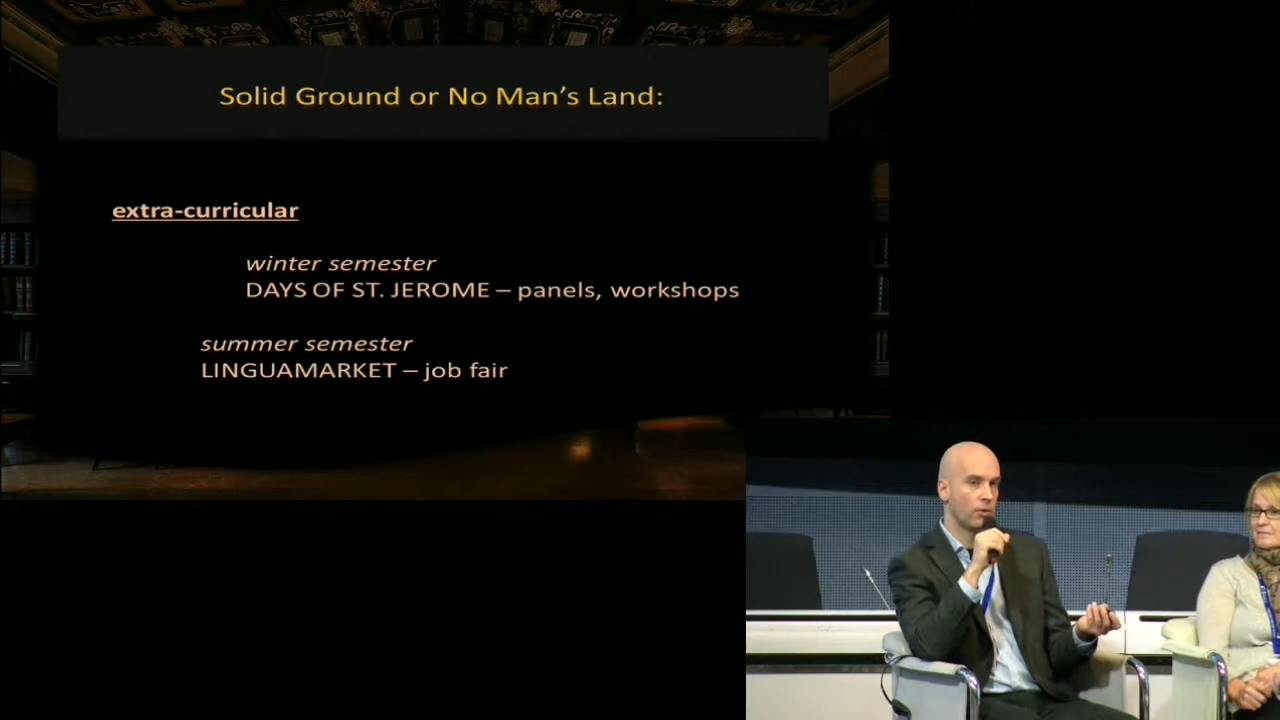 Solid Ground or No Man's Land:
extra-curricular
winter semester
DAYS OF ST. JEROME – panels, workshops
summer semester
LINGUAMARKET – job fair